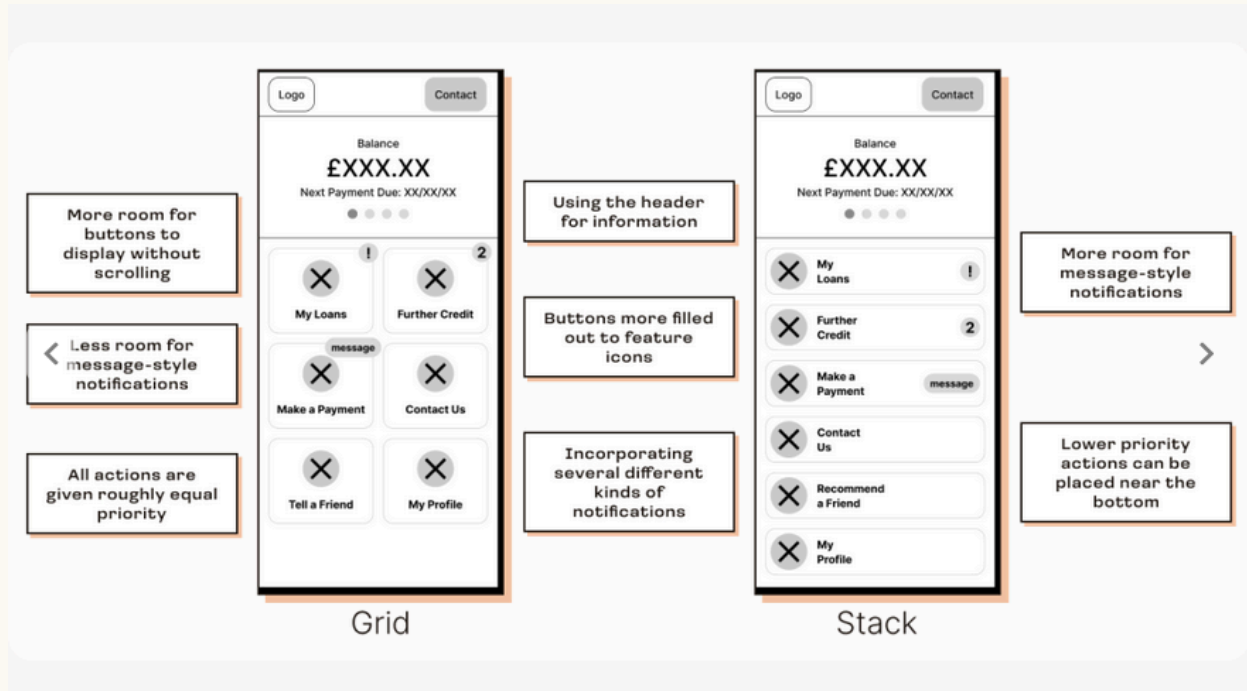 More room for
buttons to
display without
scrolling
Less room for
message-style
notifications
All actions are
given roughly equal
priority
Logo
Contact
Balance
£XXX.XX
Next Payment Due: XX/XX/XX
!
2
My Loans
Further Credit
message
Make a Payment
Contact Us
Tell a Friend
My Profile
Grid
Using the header
for information
Buttons more filled
out to feature
icons
Incorporating
several different
kinds of
notifications
Logo
Contact
Balance
£XXX.XX
Next Payment Due: XX/XX/XX
My
Loans
!
Further
Credit
2
Make a
Payment
message
Contact
Us
Recommend
a Friend
My
Profile
Stack
More room for
message-style
notifications
Lower priority
actions can be
placed near the
bottom